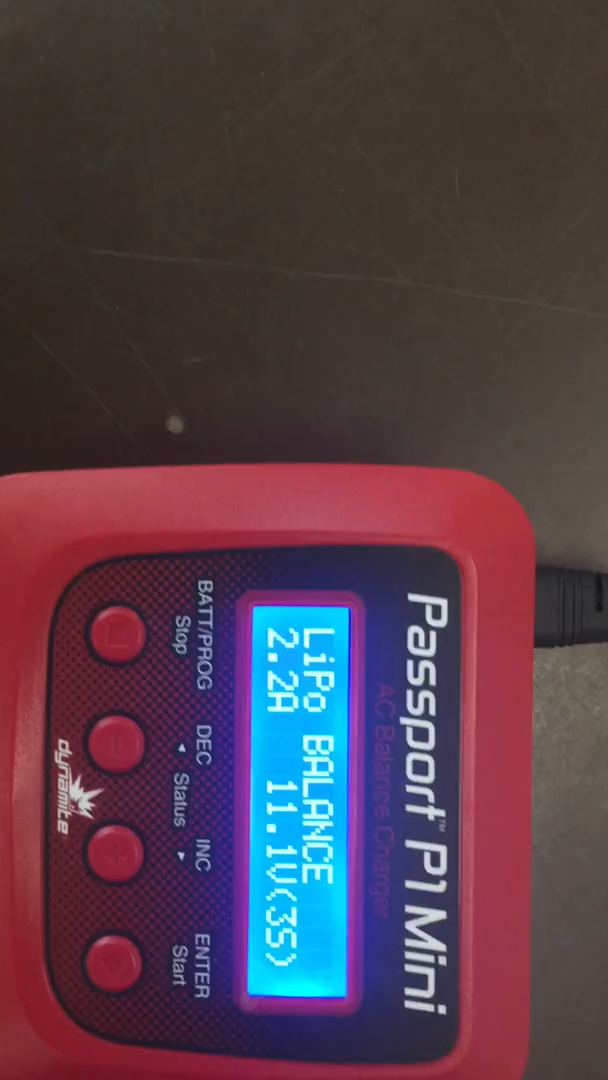 Passport™ P1 Mini
AC Balance Charger
LiPo BALANCE
2.2A 11.1V(3S)
BATT/PROG DEC INC ENTER
Stop ◄ Status ► Start
dynamite